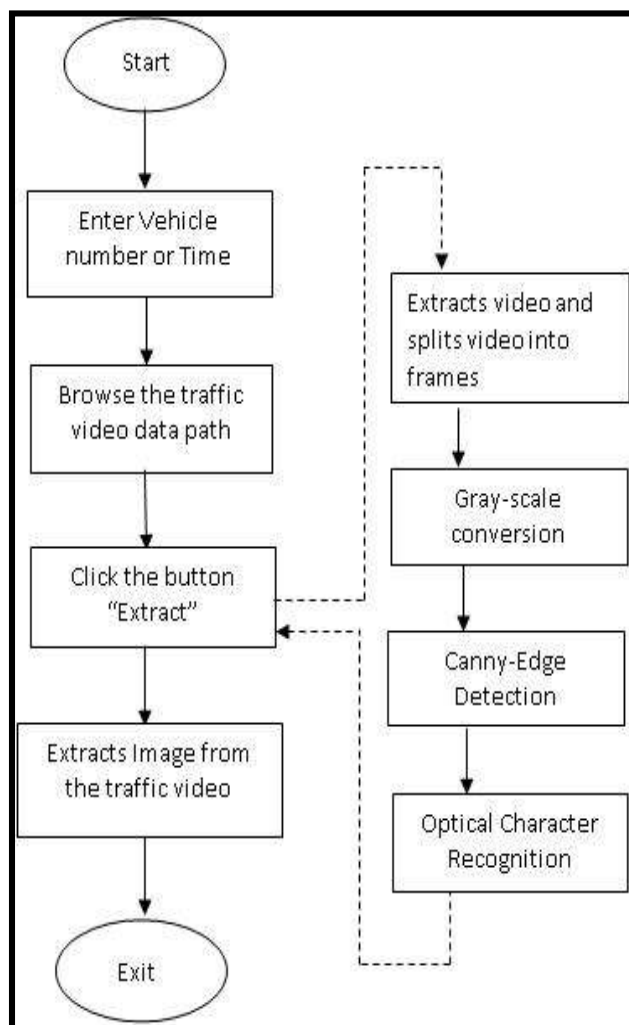 Start
Enter Vehicle
number or Time
Browse the traffic
video data path
Click the button
“Extract”
Extracts Image from
the traffic video
Exit
Extracts video and
splits video into
frames
Gray-scale
conversion
Canny-Edge
Detection
Optical Character
Recognition